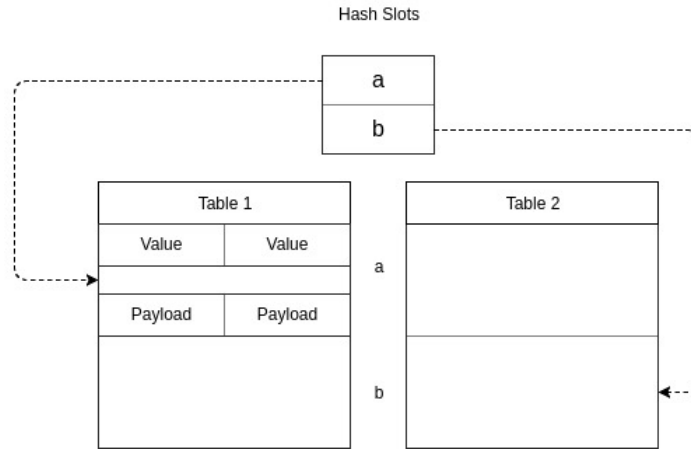 Hash Slots
a
b
Table 1
Table 2
Value Value
a
Payload Payload
b